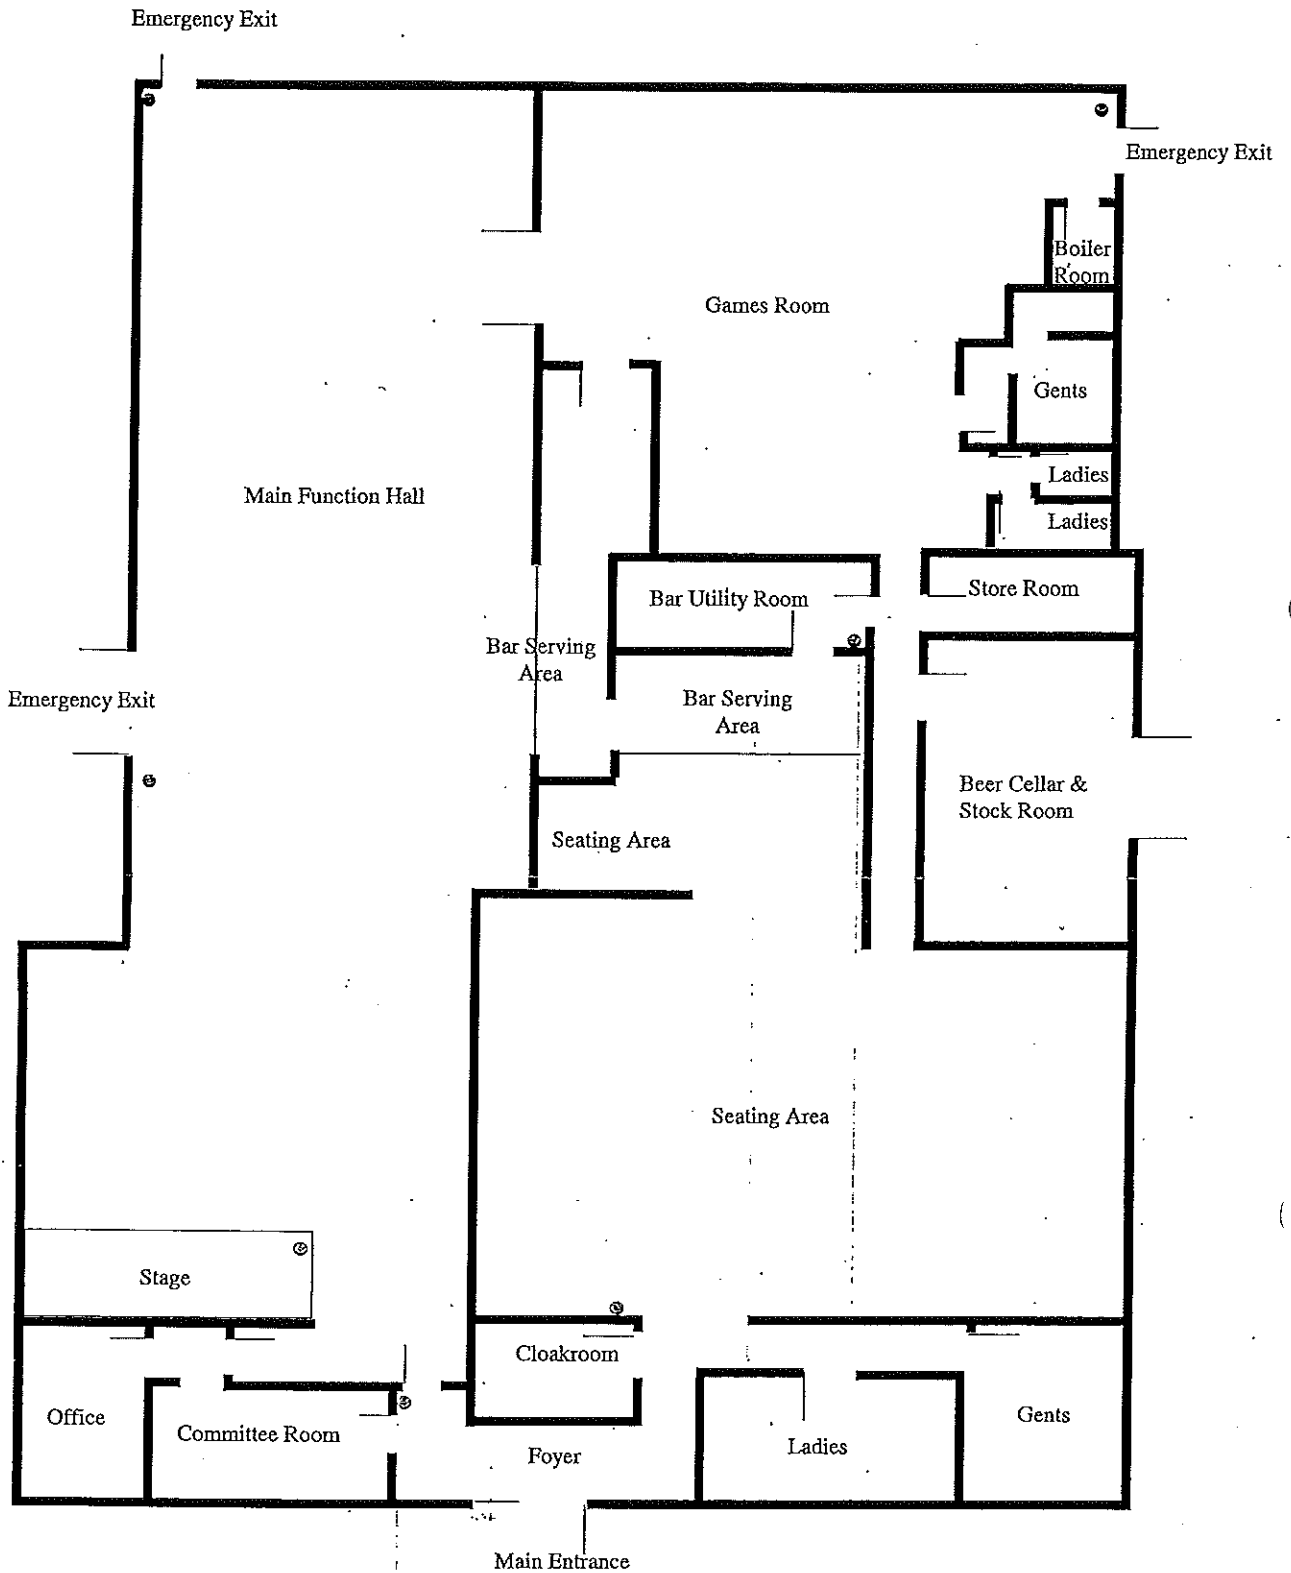 Emergency Exit
Emergency Exit
Boiler
Room
Games Room
Gents
Main Function Hall
Ladies
Ladies
Store Room
Bar Utility Room
Bar Serving
Area
Emergency Exit
Bar Serving
Area
Beer Cellar &
Stock Room
Seating Area
Seating Area
Stage
Cloakroom
Office
Committee Room
Foyer
Ladies
Gents
Main Entrance